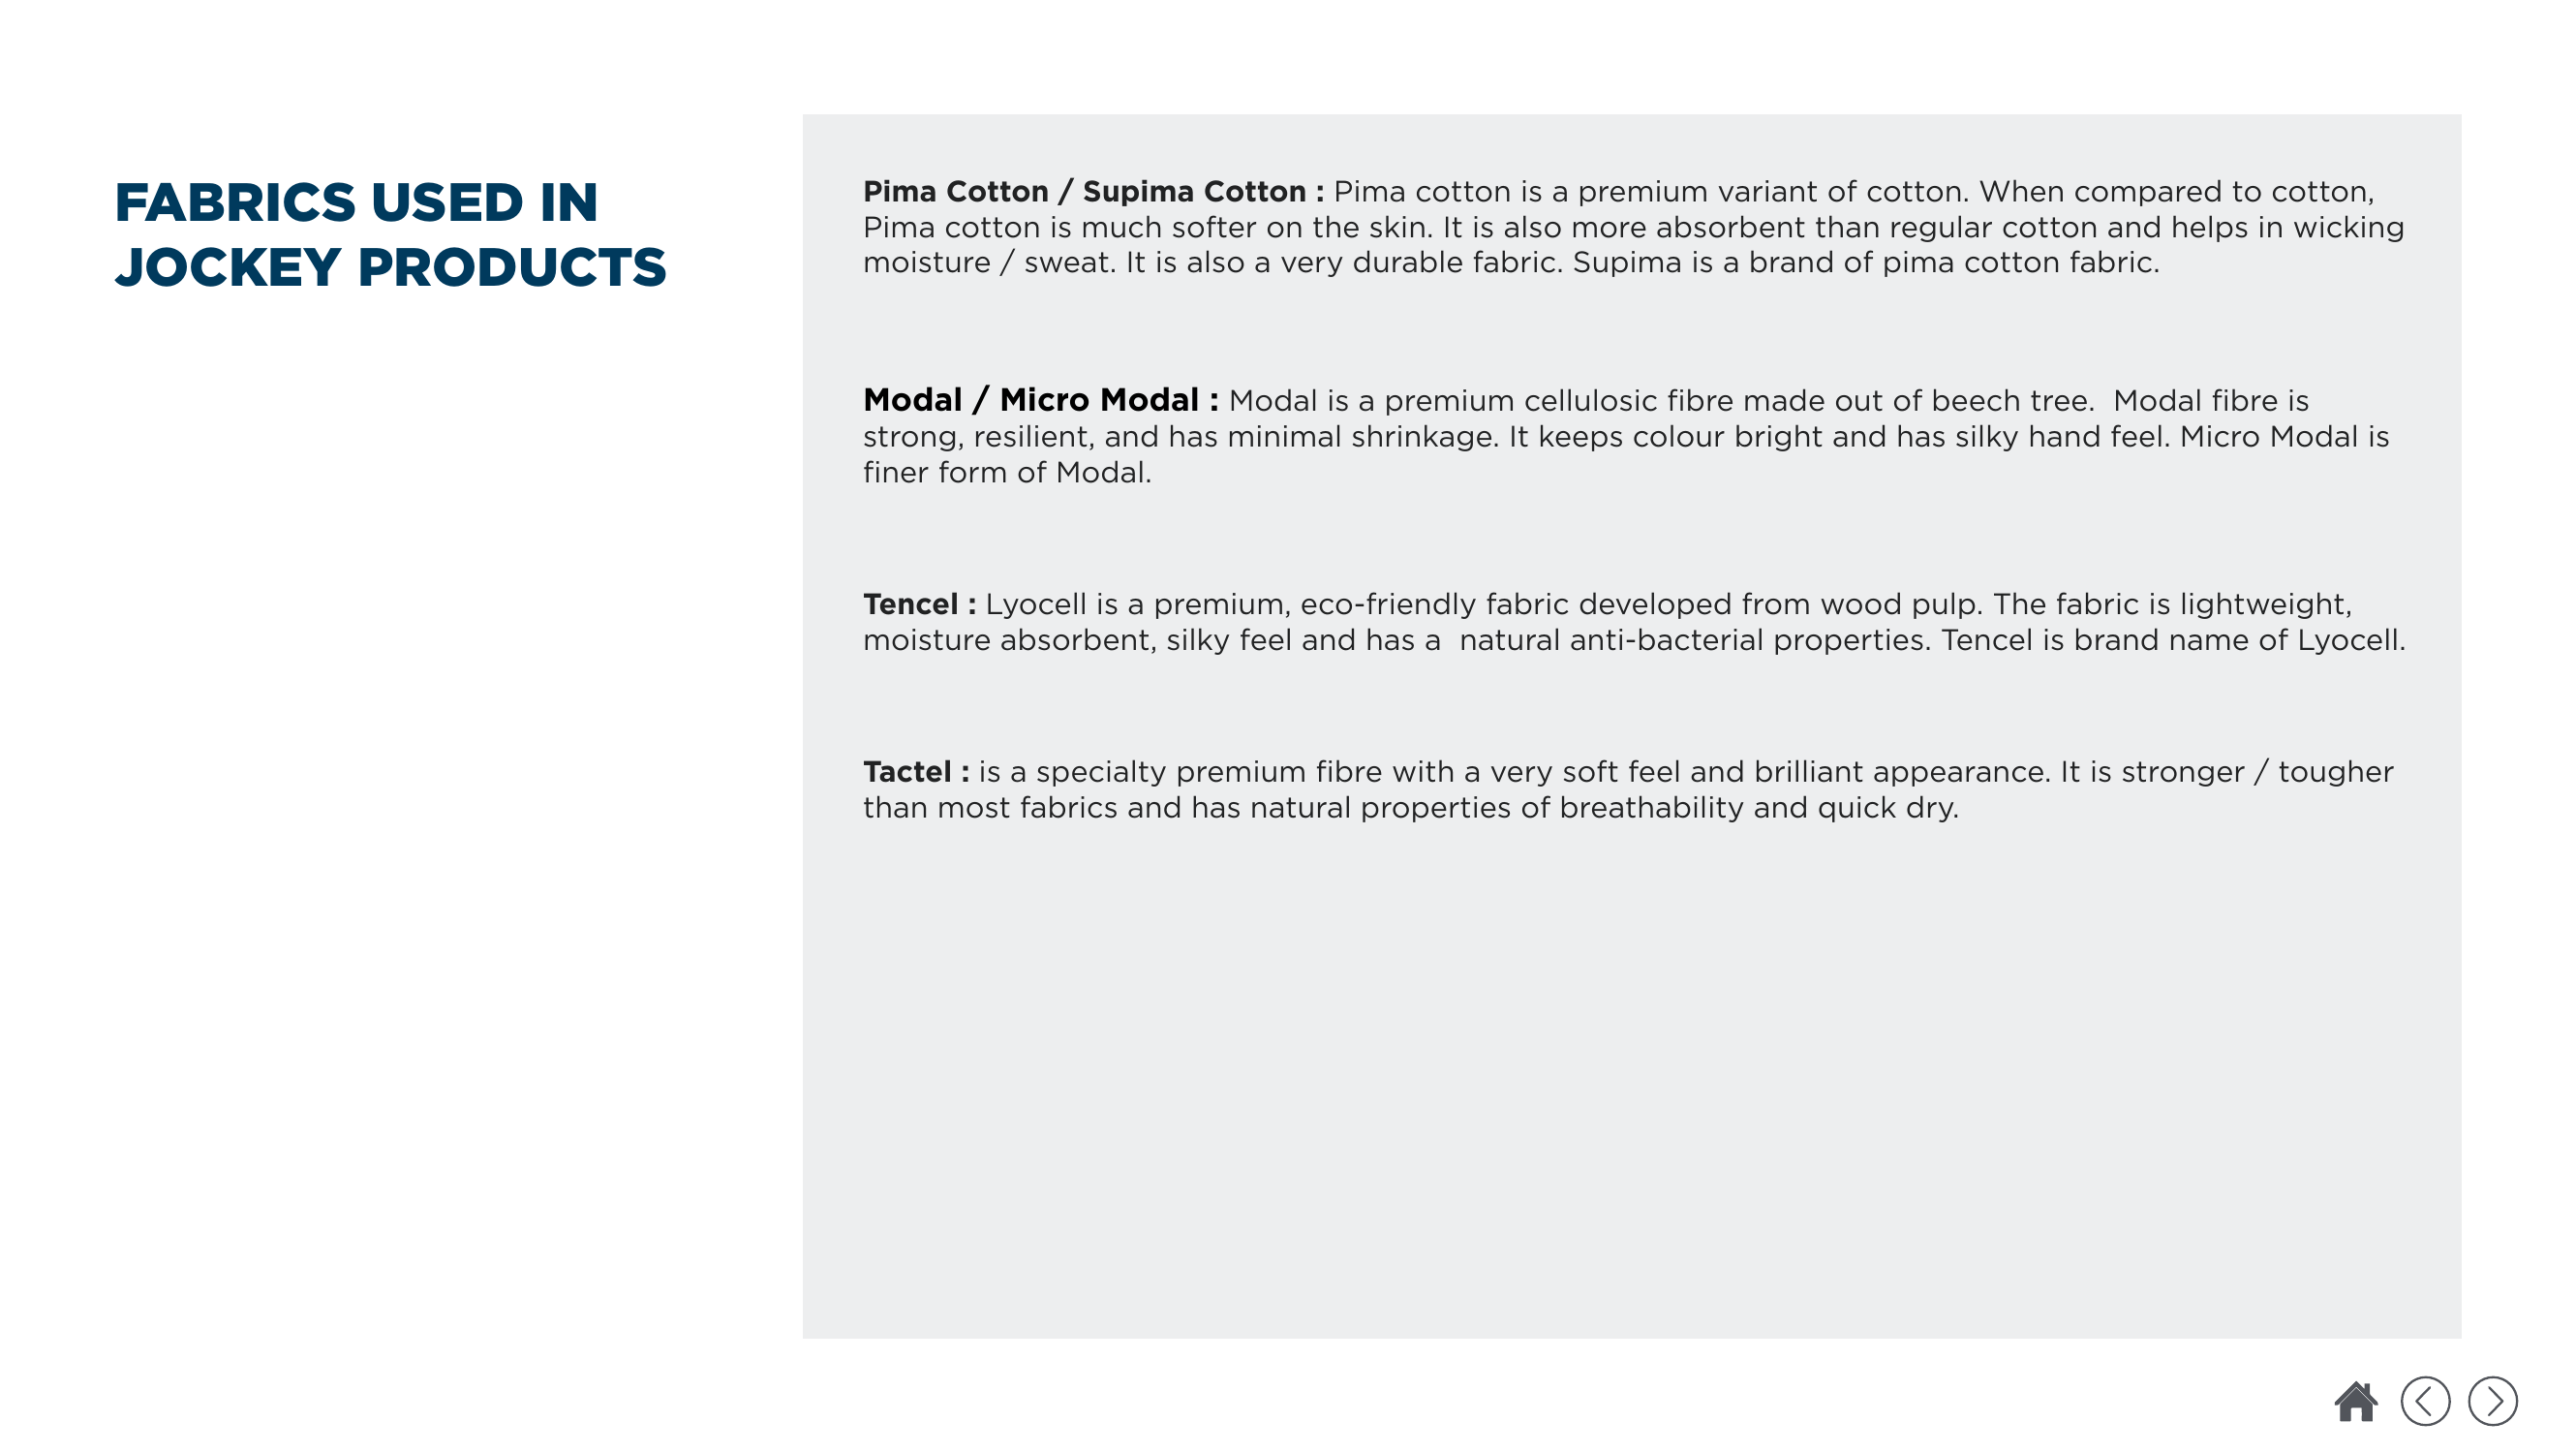 FABRICS USED IN
JOCKEY PRODUCTS
Pima Cotton / Supima Cotton : Pima cotton is a premium variant of cotton. When compared to cotton,
Pima cotton is much softer on the skin. It is also more absorbent than regular cotton and helps in wicking
moisture / sweat. It is also a very durable fabric. Supima is a brand of pima cotton fabric.
Modal / Micro Modal : Modal is a premium cellulosic fibre made out of beech tree.  Modal fibre is
strong, resilient, and has minimal shrinkage. It keeps colour bright and has silky hand feel. Micro Modal is
finer form of Modal.
Tencel : Lyocell is a premium, eco-friendly fabric developed from wood pulp. The fabric is lightweight,
moisture absorbent, silky feel and has a  natural anti-bacterial properties. Tencel is brand name of Lyocell.
Tactel : is a specialty premium fibre with a very soft feel and brilliant appearance. It is stronger / tougher
than most fabrics and has natural properties of breathability and quick dry.